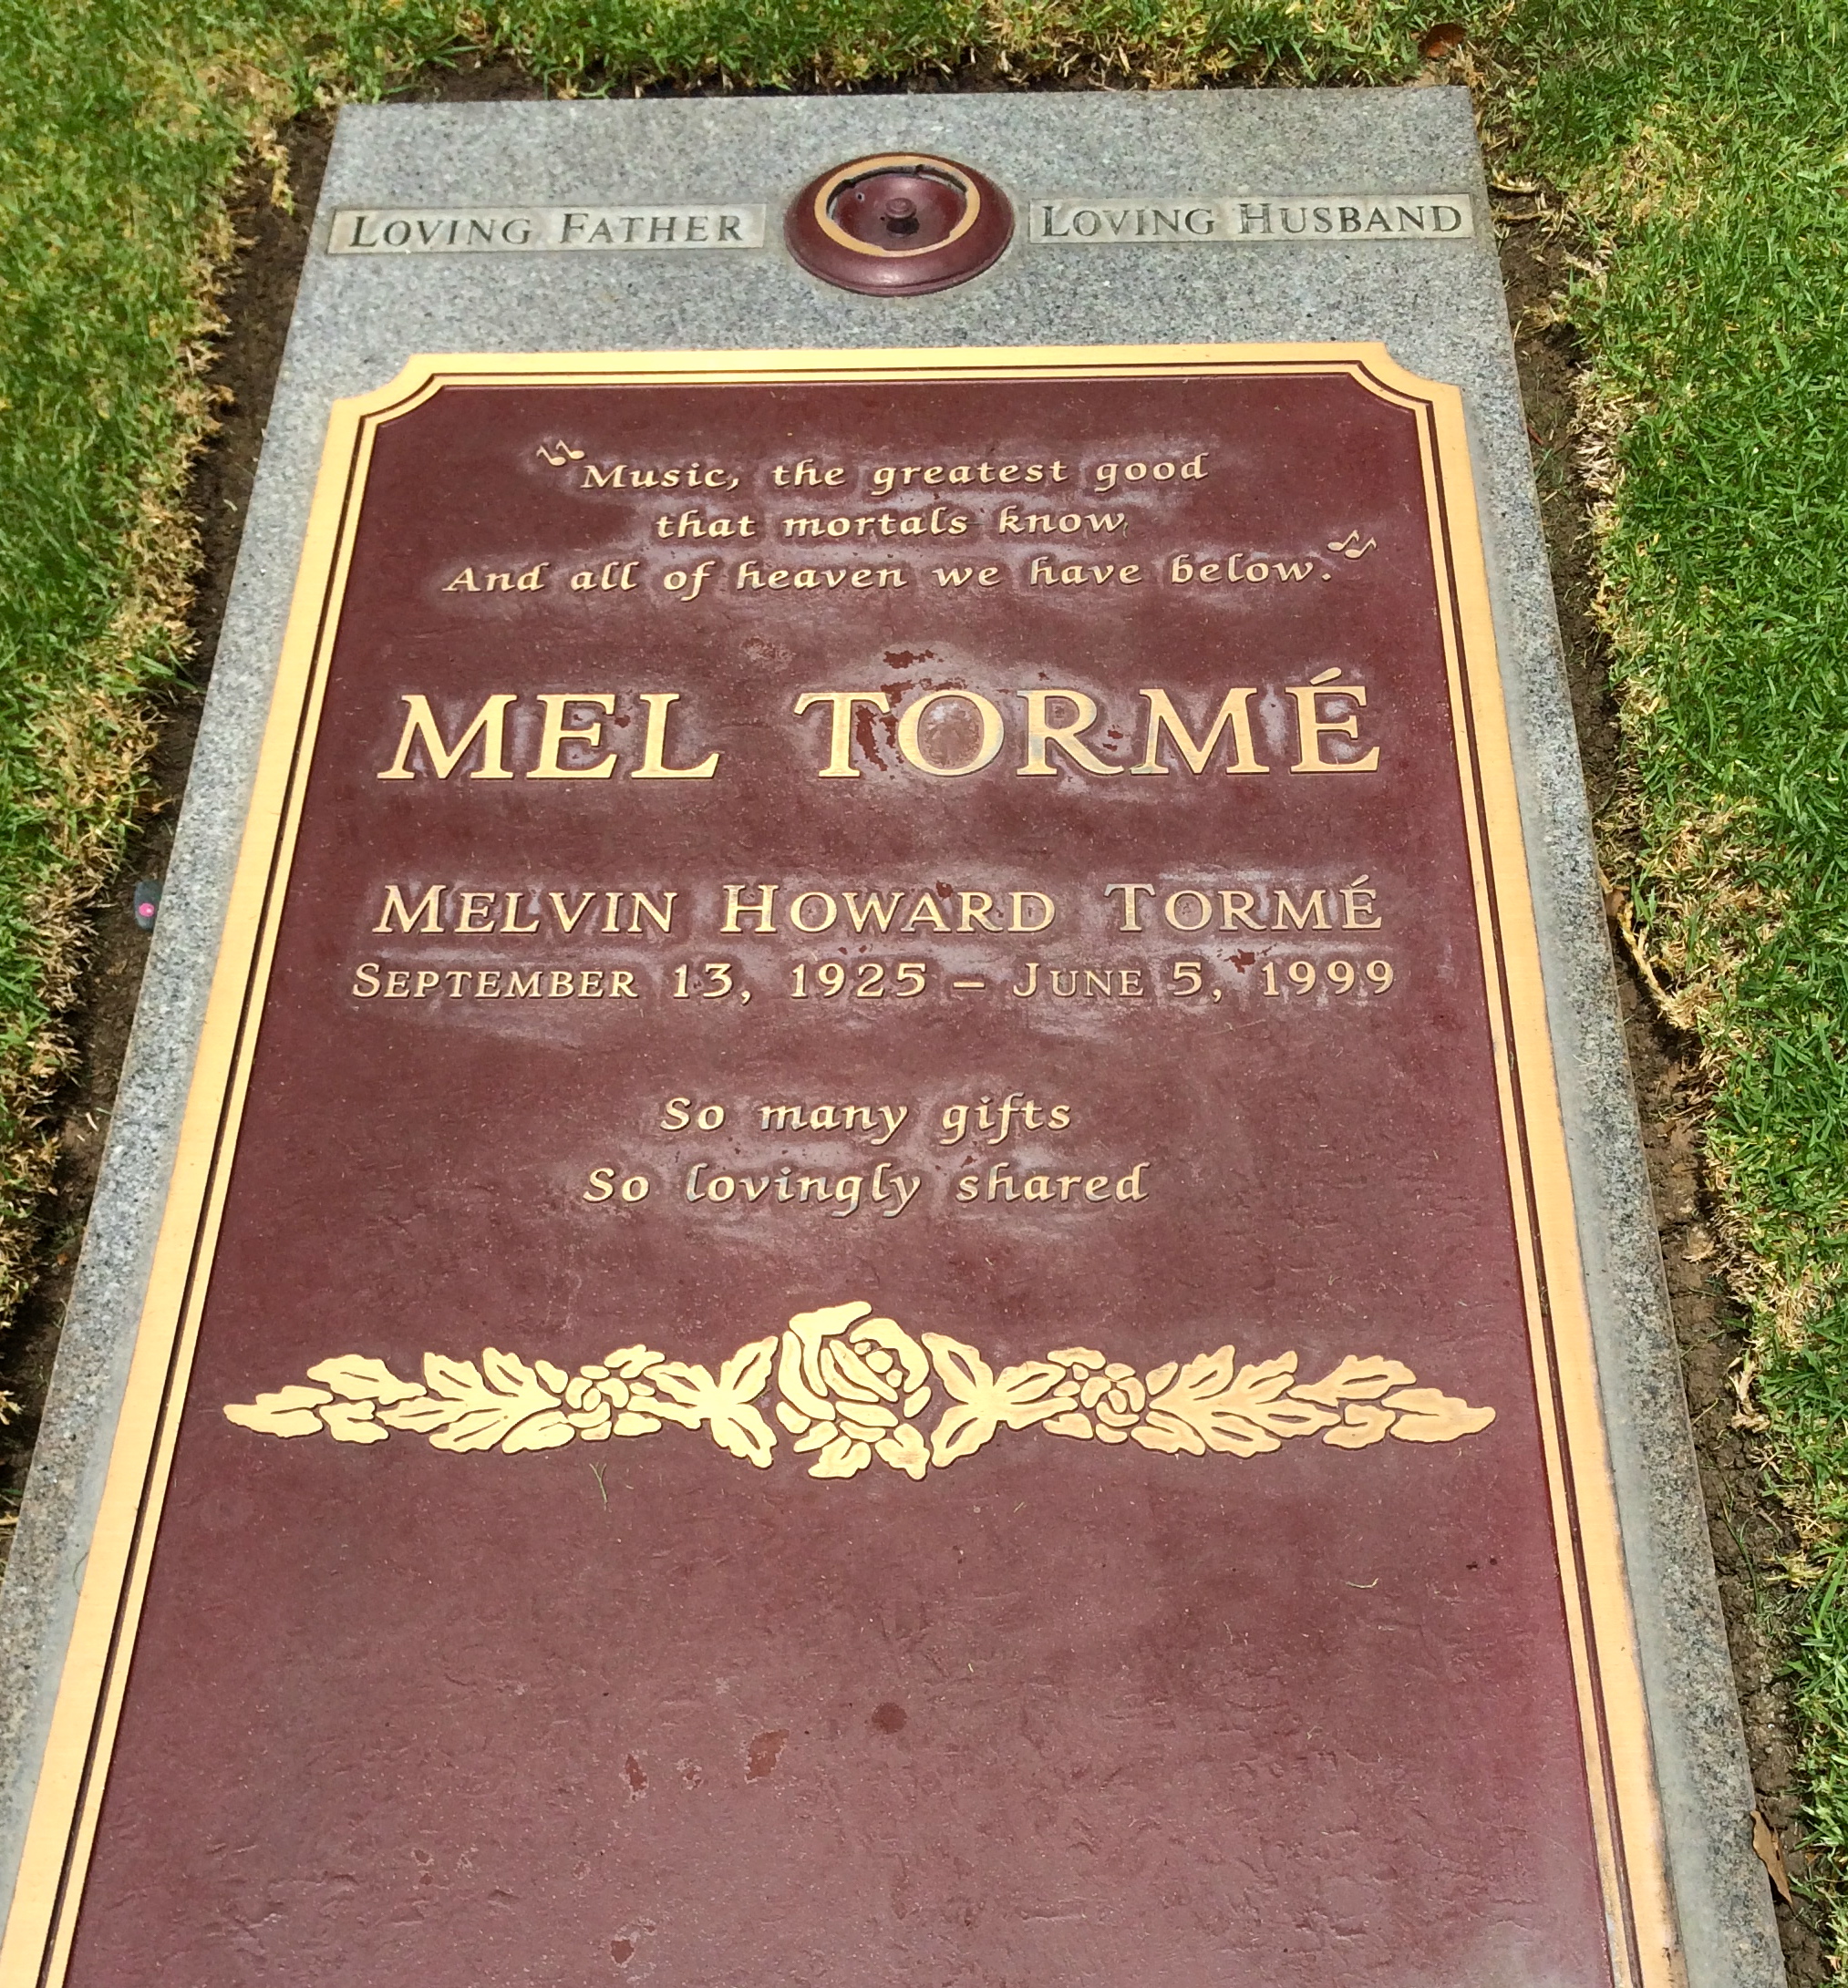 LOVING FATHER
LOVING HUSBAND
"Music, the greatest good
that mortals know
And all of heaven we have below."
MEL TORMÉ
MELVIN HOWARD TORMÉ
SEPTEMBER 13, 1925 – JUNE 5, 1999
So many gifts
So lovingly shared